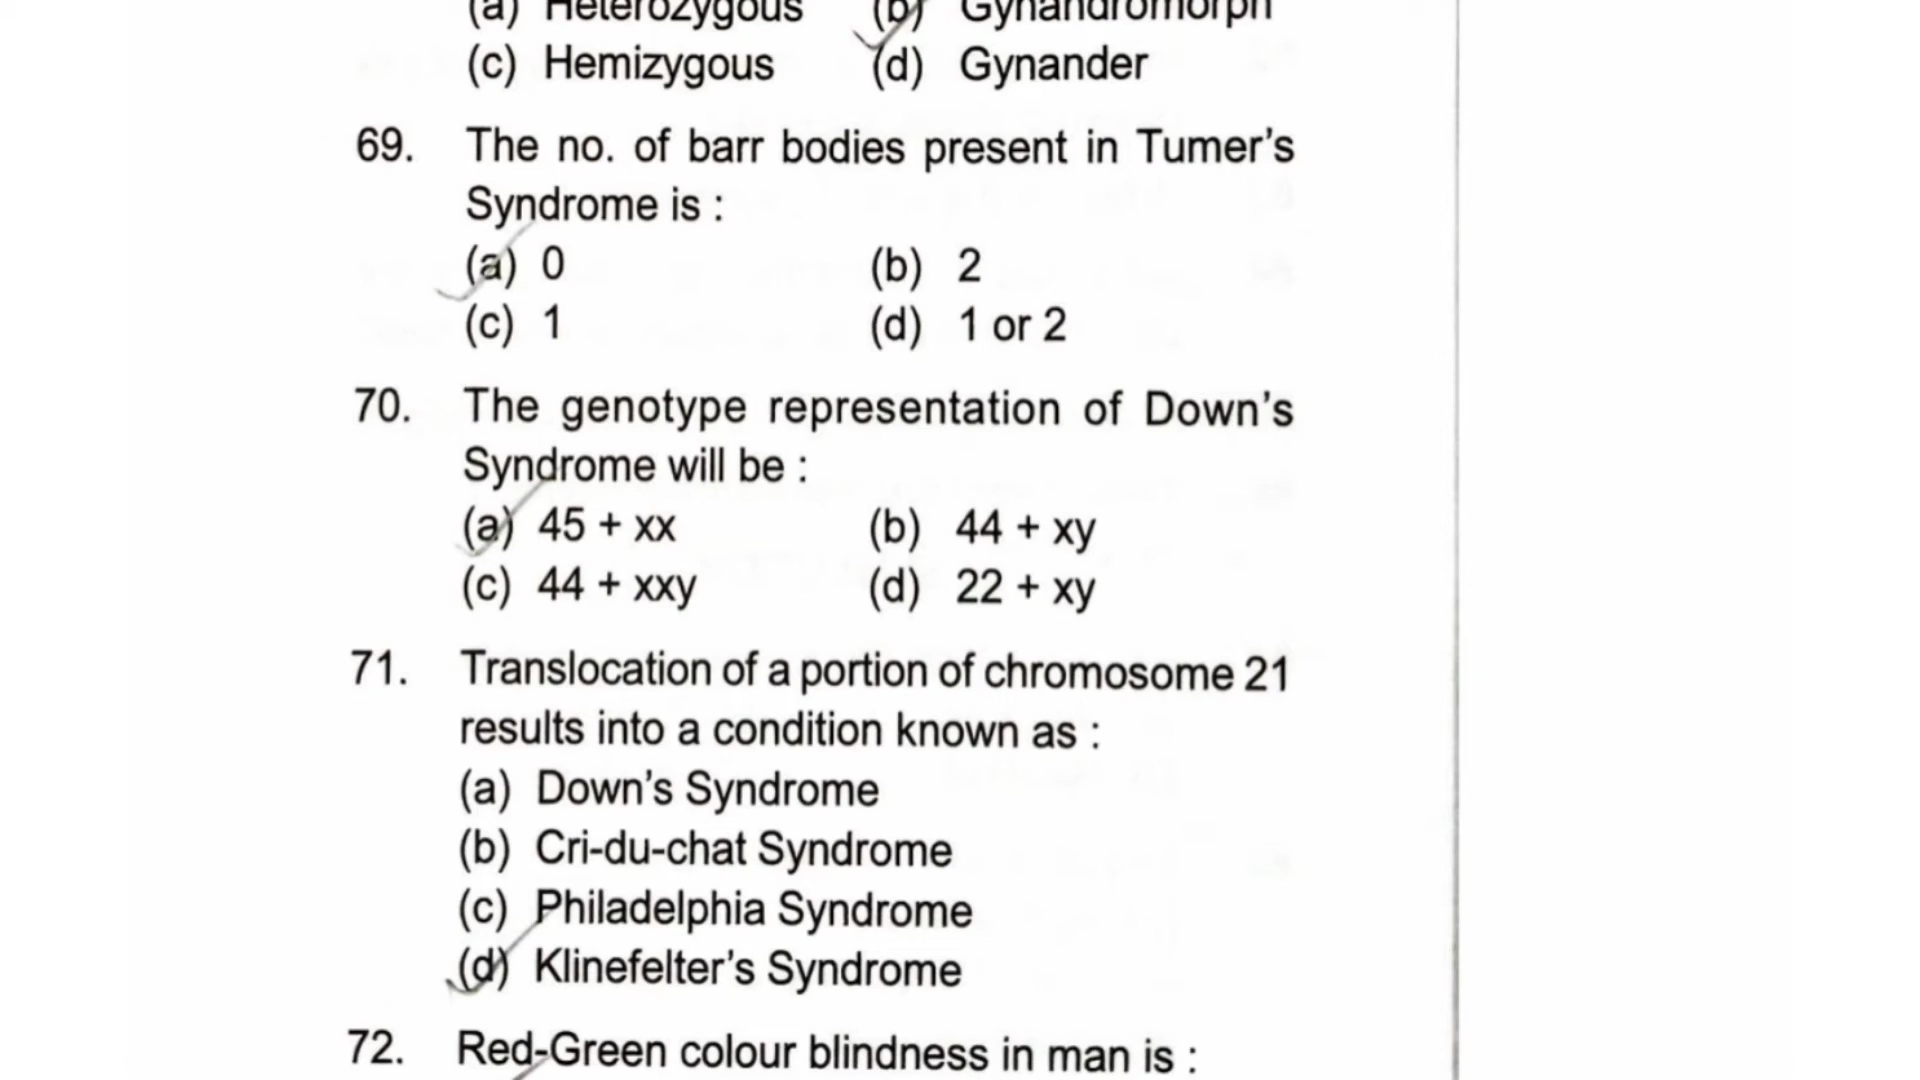 (a) Heterozygous (b) Gynandromorph
(c) Hemizygous (d) Gynander
69. The no. of barr bodies present in Tumer's
Syndrome is :
(a) 0 (b) 2
(c) 1 (d) 1 or 2
70. The genotype representation of Down's
Syndrome will be :
(a) 45 + xx (b) 44 + xy
(c) 44 + xxy (d) 22 + xy
71. Translocation of a portion of chromosome 21
results into a condition known as :
(a) Down's Syndrome
(b) Cri-du-chat Syndrome
(c) Philadelphia Syndrome
(d) Klinefelter's Syndrome
72. Red-Green colour blindness in man is :